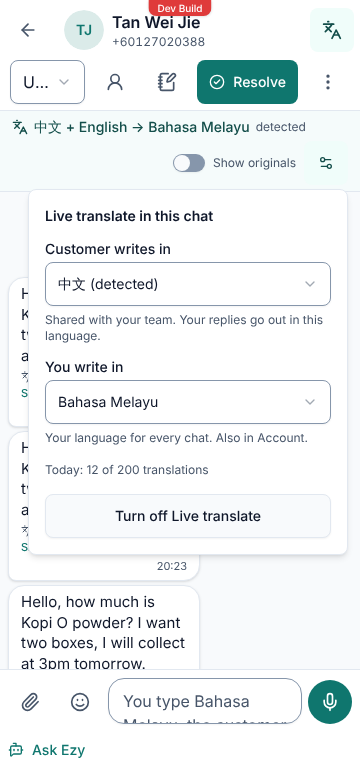 Dev Build
TJ
Tan Wei Jie
+60127020388
U...
Resolve
中文 + English → Bahasa Melayu detected
Show originals
Live translate in this chat
Customer writes in
中文 (detected)
Shared with your team. Your replies go out in this
language.
You write in
Bahasa Melayu
Your language for every chat. Also in Account.
Today: 12 of 200 translations
Turn off Live translate
20:23
Hello, how much is
Kopi O powder? I want
two boxes, I will collect
at 3pm tomorrow.
You type Bahasa
Melayu, the customer
Ask Ezy